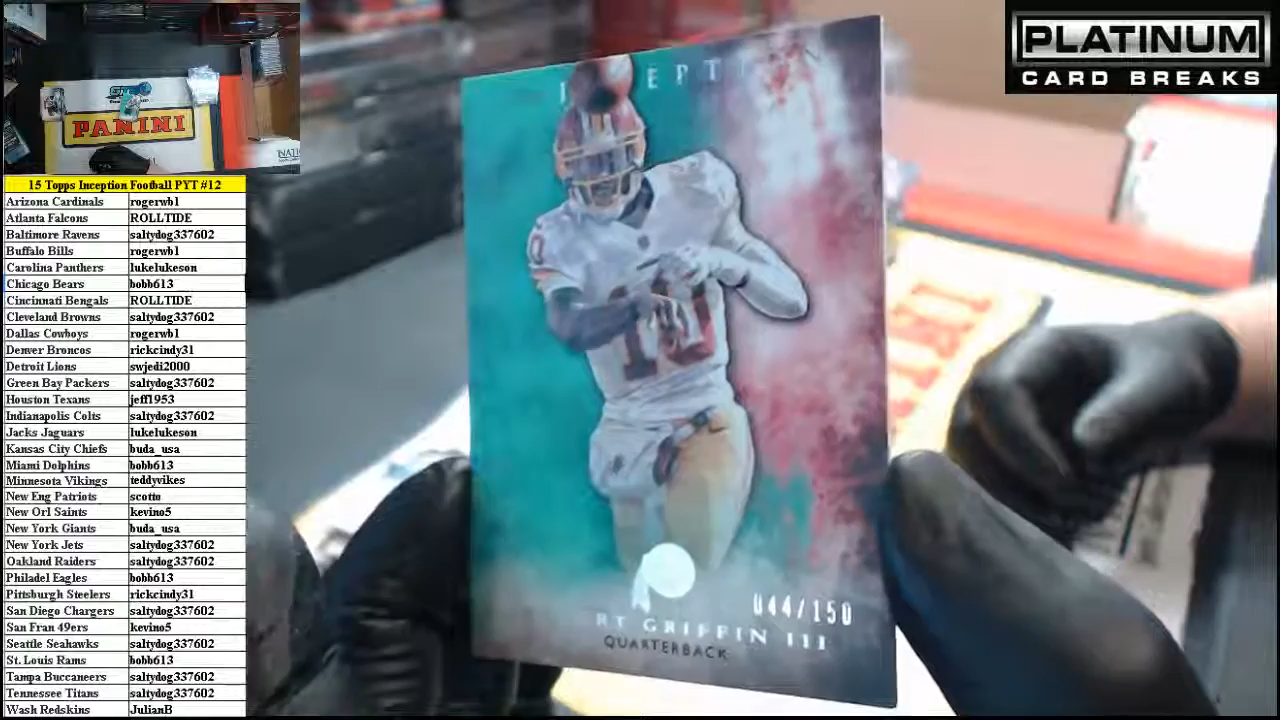 PLATINUM
CARD BREAKS
PANINI
15 Topps Inception Football PYT #12
Arizona Cardinals rogerwb1
Atlanta Falcons ROLLTIDE
Baltimore Ravens saltydog337602
Buffalo Bills rogerwb1
Carolina Panthers lukelukeson
Chicago Bears bobb613
Cincinnati Bengals ROLLTIDE
Cleveland Browns saltydog337602
Dallas Cowboys rogerwb1
Denver Broncos rickcindy31
Detroit Lions swjedi2000
Green Bay Packers saltydog337602
Houston Texans jeff1953
Indianapolis Colts saltydog337602
Jacks Jaguars lukelukeson
Kansas City Chiefs buda_usa
Miami Dolphins bobb613
Minnesota Vikings teddyvikes
New Eng Patriots scotto
New Orl Saints kevino5
New York Giants buda_usa
New York Jets saltydog337602
Oakland Raiders saltydog337602
Philadel Eagles bobb613
Pittsburgh Steelers rickcindy31
San Diego Chargers saltydog337602
San Fran 49ers kevino5
Seattle Seahawks saltydog337602
St. Louis Rams bobb613
Tampa Buccaneers saltydog337602
Tennessee Titans saltydog337602
Wash Redskins JulianB
10
044/150
RT GRIFFIN III
QUARTERBACK